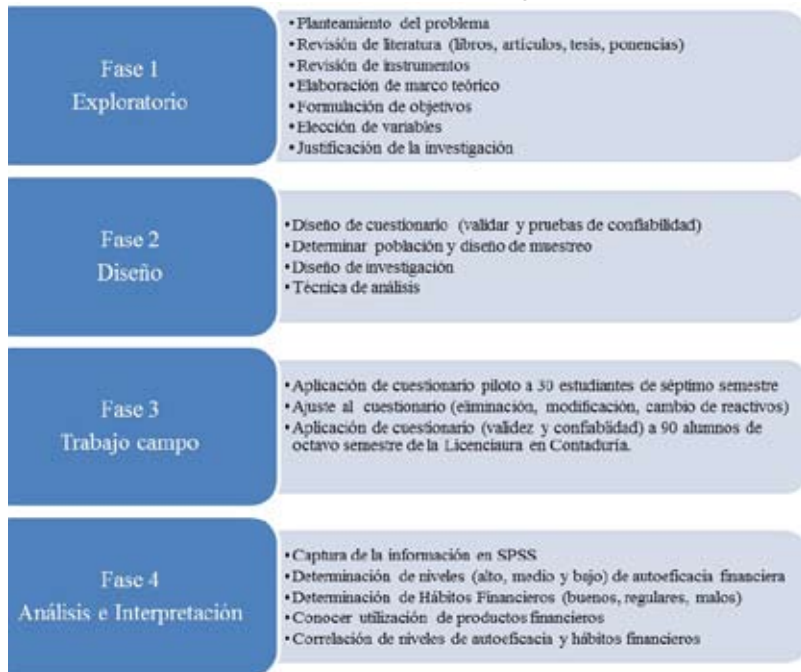 Fase 1
Exploratorio
• Planteamiento del problema
• Revisión de literatura (libros, artículos, tesis, ponencias)
• Revisión de instrumentos
• Elaboración de marco teórico
• Formulación de objetivos
• Elección de variables
• Justificación de la investigación
Fase 2
Diseño
• Diseño de cuestionario (validar y pruebas de confiabilidad)
• Determinar población y diseño de muestreo
• Diseño de investigación
• Técnica de análisis
Fase 3
Trabajo campo
• Aplicación de cuestionario piloto a 30 estudiantes de séptimo semestre
• Ajuste al cuestionario (eliminación, modificación, cambio de reactivos)
• Aplicación de cuestionario (validez y confiablidad) a 90 alumnos de
octavo semestre de la Licenciaura en Contaduría.
Fase 4
Análisis e Interpretación
• Captura de la información en SPSS
• Determinación de niveles (alto, medio y bajo) de autoeficacia financiera
• Determinación de Hábitos Financieros (buenos, regulares, malos)
• Conocer utilización de productos financieros
• Correlación de niveles de autoeficacia y hábitos financieros